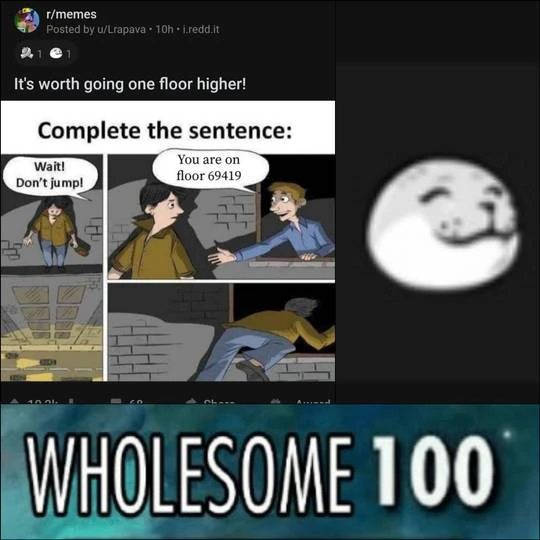 r/memes
Posted by u/Lrapava • 10h • i.redd.it
1 1
It's worth going one floor higher!
Complete the sentence:
Wait!
Don't jump!
You are on
floor 69419
Share Award
WHOLESOME 100